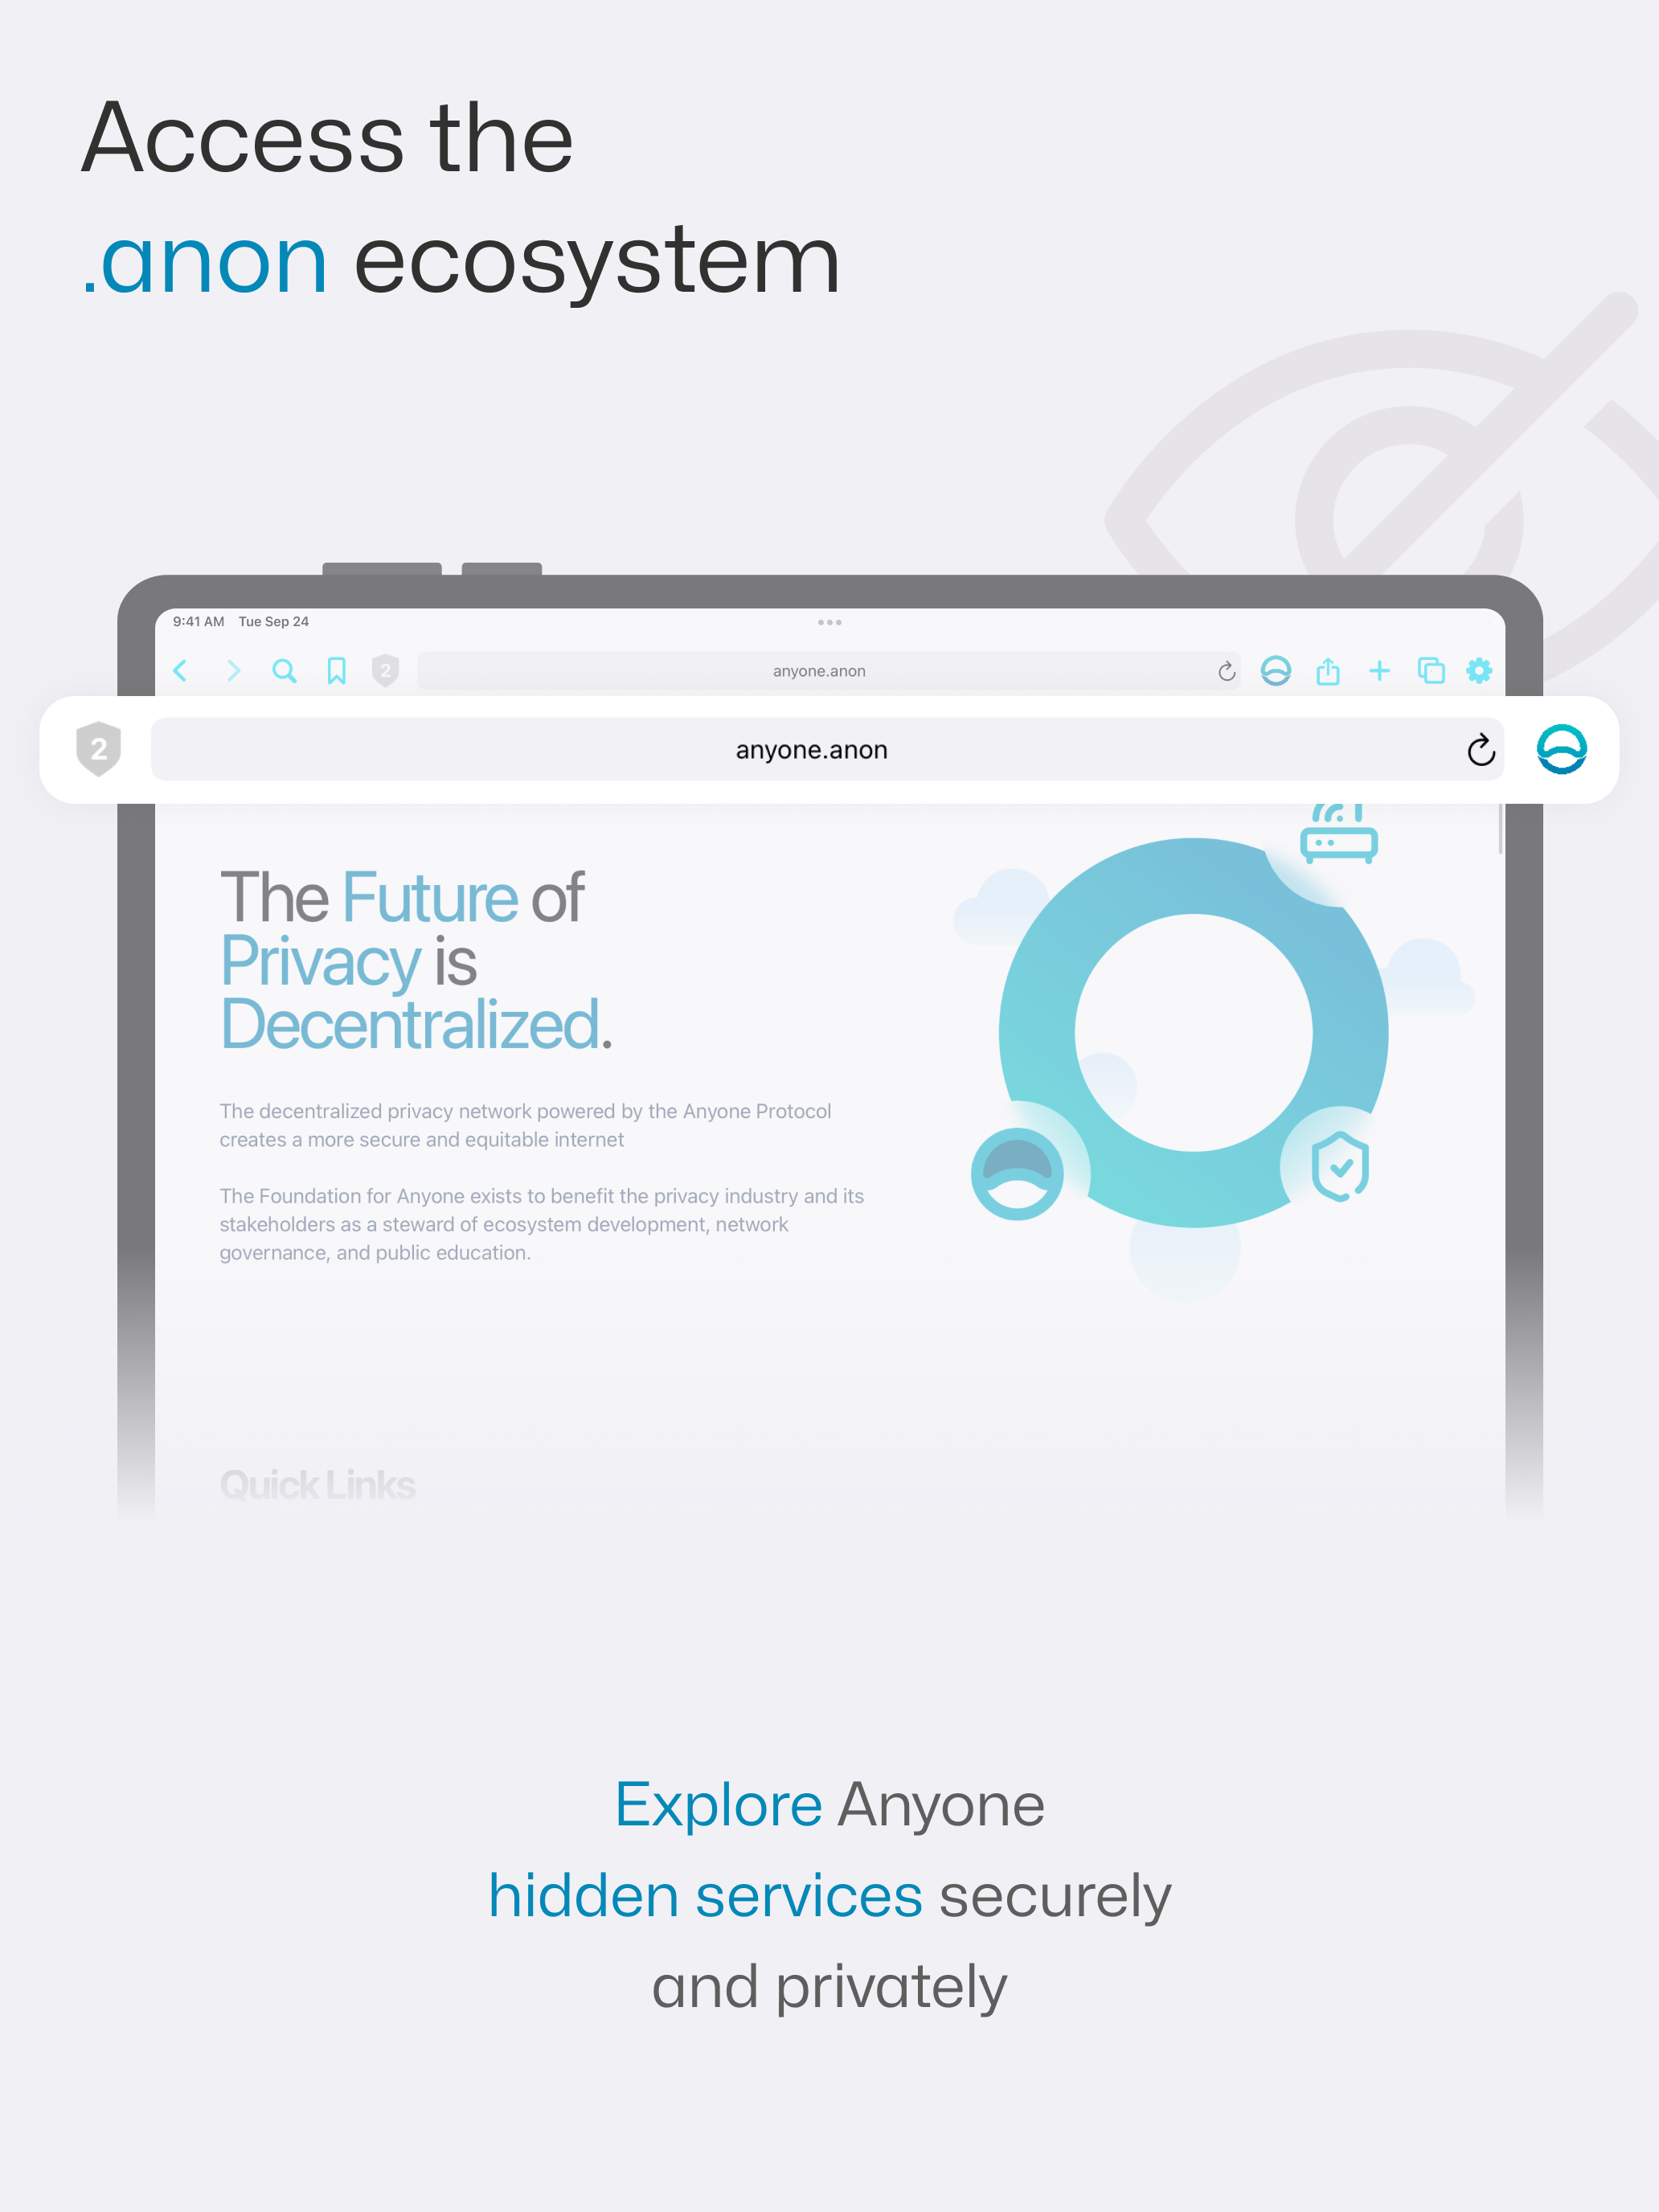 Access the
.anon ecosystem
9:41 AM Tue Sep 24
2
anyone.anon
2
anyone.anon
The Future of
Privacy is
Decentralized.
The decentralized privacy network powered by the Anyone Protocol
creates a more secure and equitable internet
The Foundation for Anyone exists to benefit the privacy industry and its
stakeholders as a steward of ecosystem development, network
governance, and public education.
Quick Links
Explore Anyone
hidden services securely
and privately